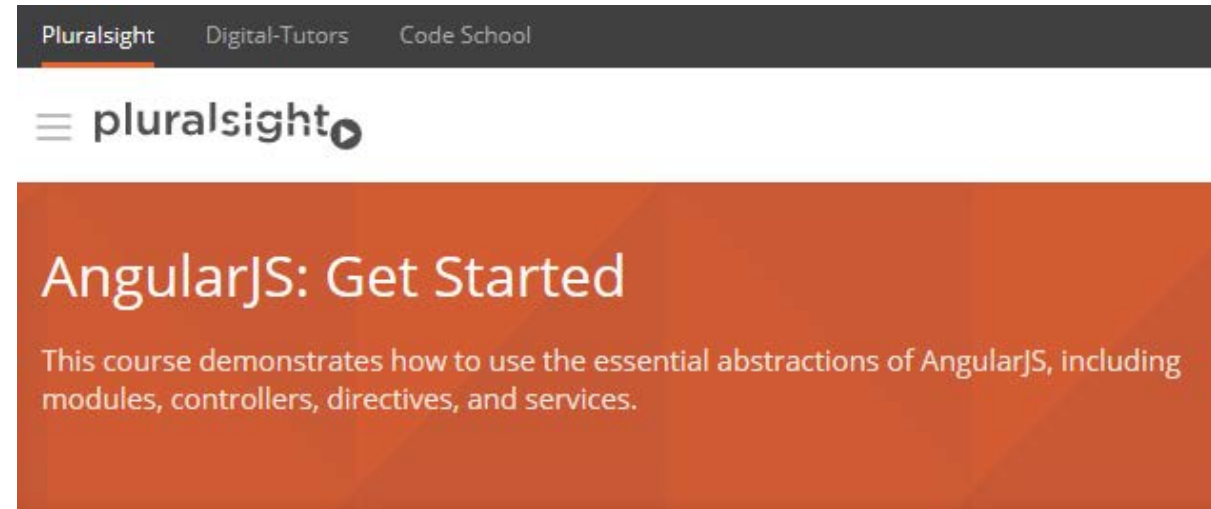 Pluralsight Digital-Tutors Code School
pluralsight
AngularJS: Get Started
This course demonstrates how to use the essential abstractions of AngularJS, including
modules, controllers, directives, and services.